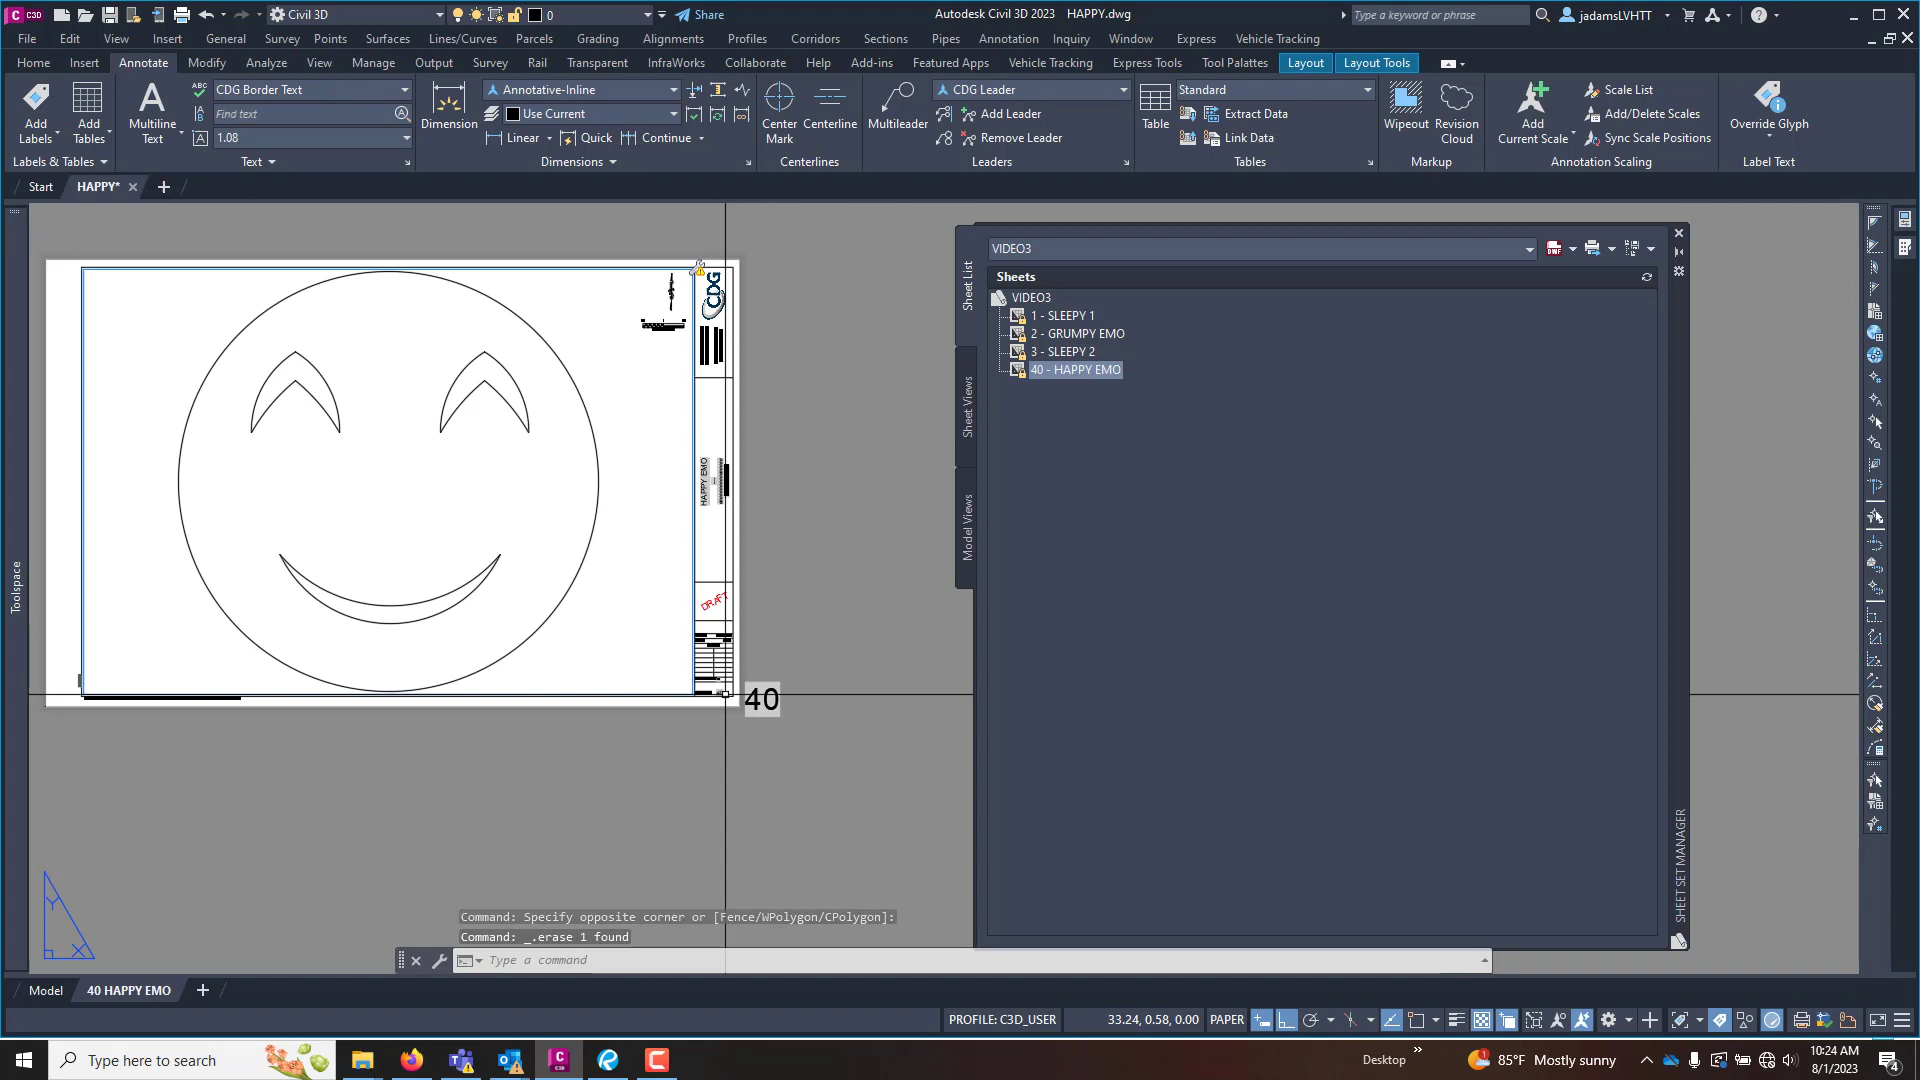 C3D
Civil 3D
0
Share
Autodesk Civil 3D 2023 HAPPY.dwg
Type a keyword or phrase
jadamsLVHTT
File Edit View Insert General Survey Points Surfaces Lines/Curves Parcels Grading Alignments Profiles Corridors Sections Pipes Annotation Inquiry Window Express Vehicle Tracking
Home Insert Annotate Modify Analyze View Manage Output Survey Rail Transparent InfraWorks Collaborate Help Add-ins Featured Apps Vehicle Tracking Express Tools Tool Palettes Layout Layout Tools
Add Labels
Add Tables
Labels & Tables
Multiline Text
CDG Border Text
Find text
1.08
Text
Dimension
Annotative-Inline
Use Current
Linear Quick Continue
Dimensions
Center Mark
Centerline
Centerlines
Multileader
CDG Leader
Add Leader
Remove Leader
Leaders
Table
Standard
Extract Data
Link Data
Tables
Wipeout
Revision Cloud
Markup
Add Current Scale
Scale List
Add/Delete Scales
Sync Scale Positions
Annotation Scaling
Override Glyph
Label Text
Start HAPPY*
Toolspace
CDG
HAPPY EMO
DRAFT
40
Sheet List
Sheet Views
Model Views
VIDEO3
Sheets
VIDEO3
1 - SLEEPY 1
2 - GRUMPY EMO
3 - SLEEPY 2
40 - HAPPY EMO
SHEET SET MANAGER
Y
X
Command: Specify opposite corner or [Fence/WPolygon/CPolygon]:
Command: _.erase 1 found
Type a command
Model 40 HAPPY EMO
PROFILE: C3D_USER 33.24, 0.58, 0.00 PAPER
Type here to search
Desktop
85°F Mostly sunny
10:24 AM
8/1/2023
4